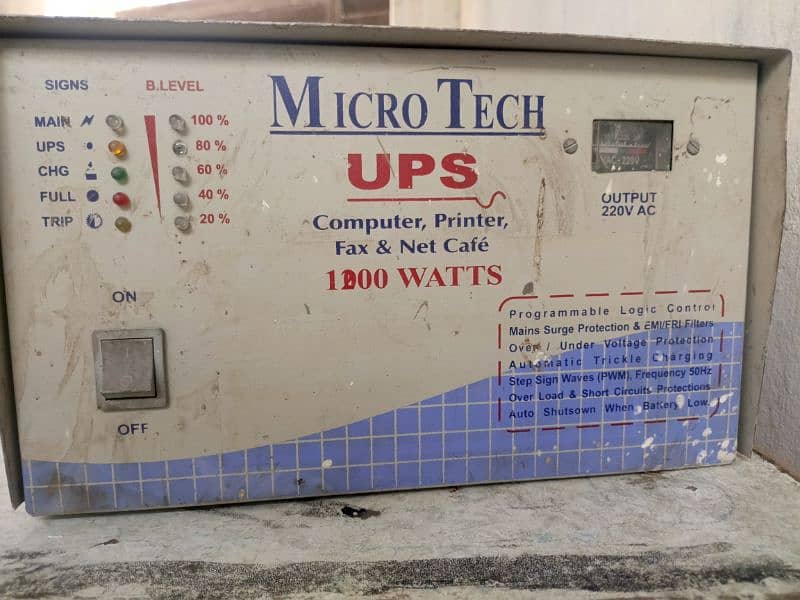 SIGNS
B.LEVEL
MAIN
UPS
CHG
FULL
TRIP
100 %
80 %
60 %
40 %
20 %
MICRO TECH
UPS
Computer, Printer,
Fax & Net Café
WATTS
AC - 220V
OUTPUT
220V AC
ON
OFF
Programmable Logic Control
Mains Surge Protection & EMI/FRI Filters
Over / Under Voltage Protection
Automatic Trickle Charging
Step Sign Waves (PWM), Frequency 50Hz
Over Load & Short Circuits Protections
Auto Shutsown When Battery Low.